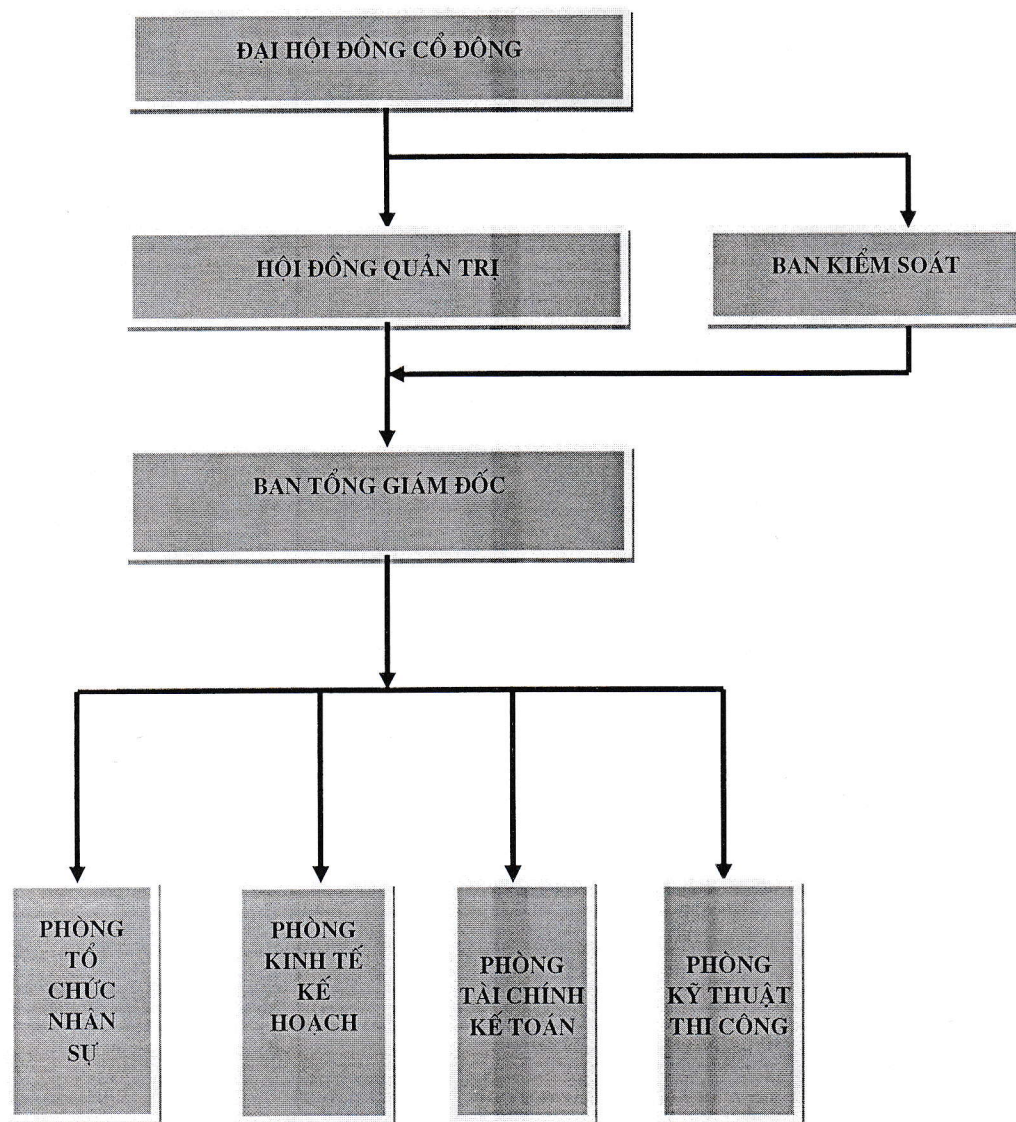 ĐẠI HỘI ĐỒNG CỔ ĐÔNG
HỘI ĐỒNG QUẢN TRỊ
BAN KIỂM SOÁT
BAN TỔNG GIÁM ĐỐC
PHÒNG
TỔ
CHỨC
NHÂN
SỰ
PHÒNG
KINH TẾ
KẾ
HOẠCH
PHÒNG
TÀI CHÍNH
KẾ TOÁN
PHÒNG
KỸ THUẬT
THI CÔNG